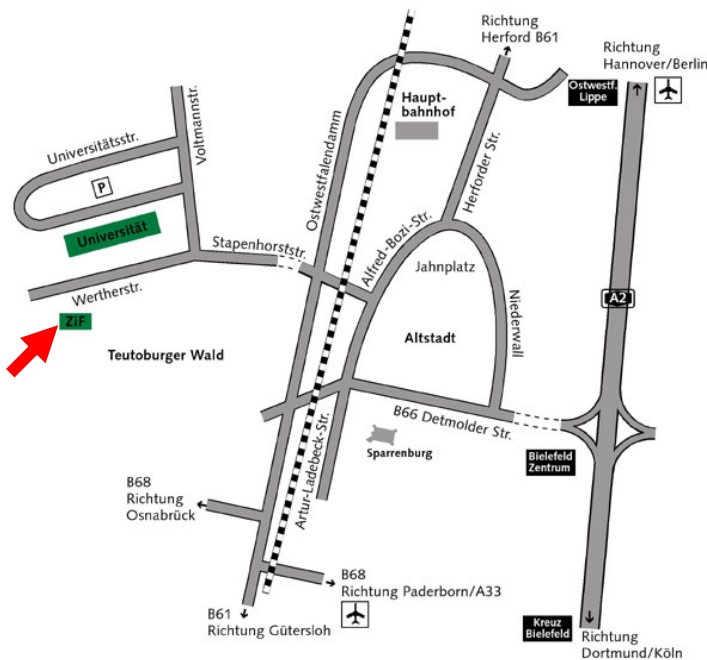 Richtung
Herford B61
Richtung
Hannover/Berlin
Ostwestf.
Lippe
Haupt-
bahnhof
Voltmannstr.
Universitätsstr.
P
Universität
Ostwestfalendamm
Herforder Str.
Alfred-Bozi-Str.
Stapenhorststr.
Jahnplatz
Wertherstr.
ZiF
A2
Niederwall
Altstadt
Teutoburger Wald
B66 Detmolder Str.
Sparrenburg
Artur-Ladebeck-Str.
Bielefeld
Zentrum
B68
Richtung
Osnabrück
B68
Richtung Paderborn/A33
B61
Richtung Gütersloh
Kreuz
Bielefeld
Richtung
Dortmund/Köln